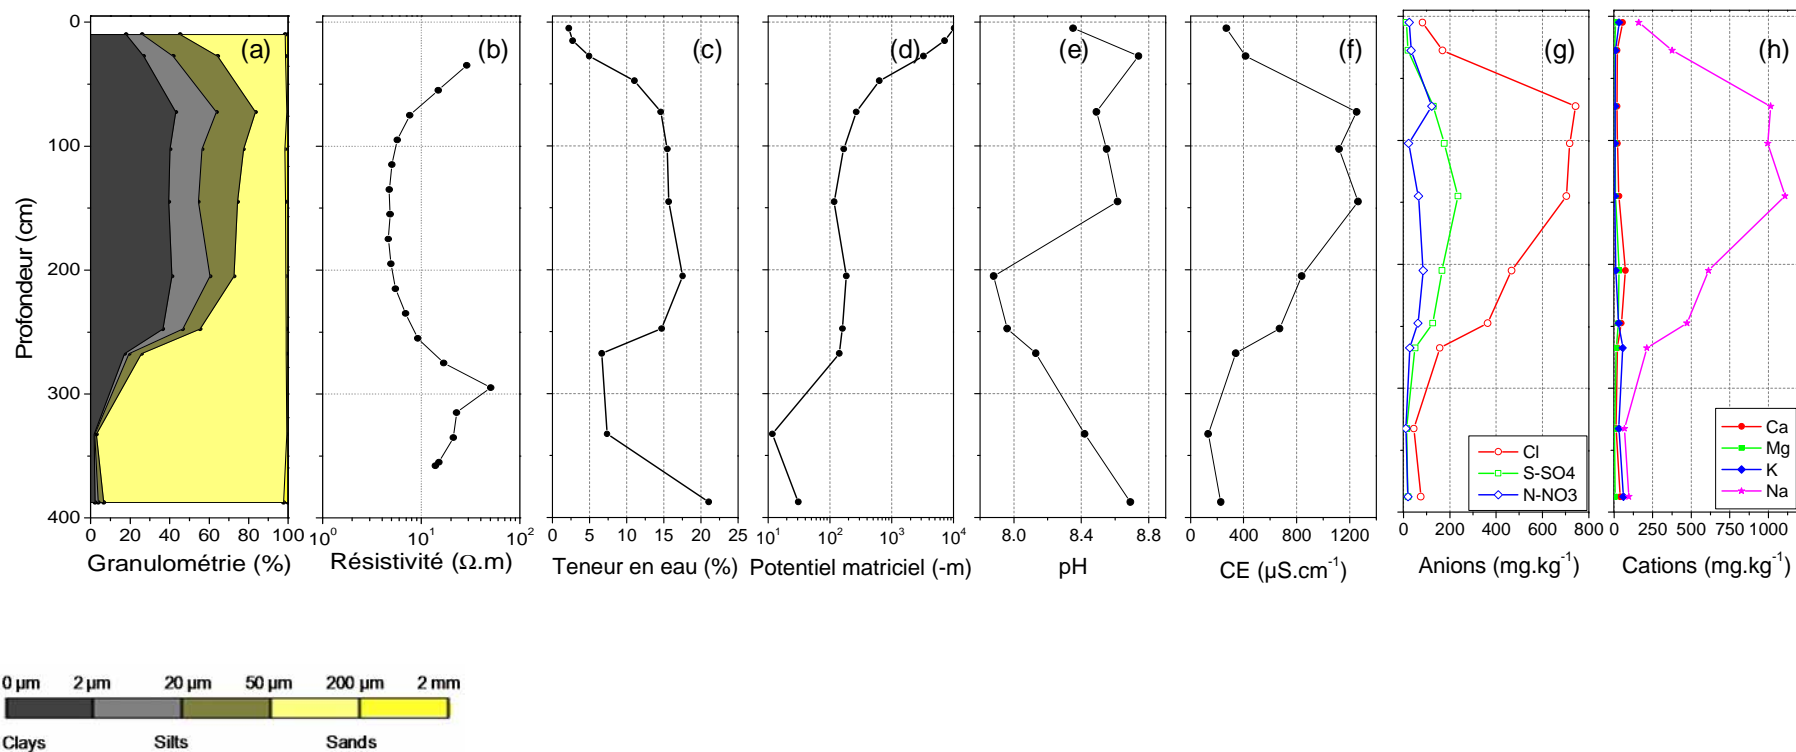 (a)
(b)
(c)
(d)
(e)
(f)
(g)
(h)
Profondeur (cm)
0
100
200
300
400
0 20 40 60 80 100
Granulométrie (%)
10⁰ 10¹ 10²
Résistivité (Ω.m)
0 5 10 15 20 25
Teneur en eau (%)
10¹ 10² 10³ 10⁴
Potentiel matriciel (-m)
8.0 8.4 8.8
pH
0 400 800 1200
CE (µS.cm⁻¹)
0 200 400 600 800
Anions (mg.kg⁻¹)
0 250 500 750 1000
Cations (mg.kg⁻¹)
Cl
S-SO4
N-NO3
Ca
Mg
K
Na
0 µm 2 µm 20 µm 50 µm 200 µm 2 mm
Clays Silts Sands